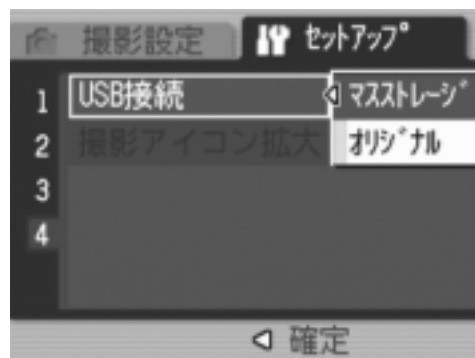 撮影設定
ｾｯﾄｱｯﾌﾟ
1
USB接続
ﾏｽｽﾄﾚｰｼﾞ
2
撮影アイコン拡大
ｵﾘｼﾞﾅﾙ
3
4
確定